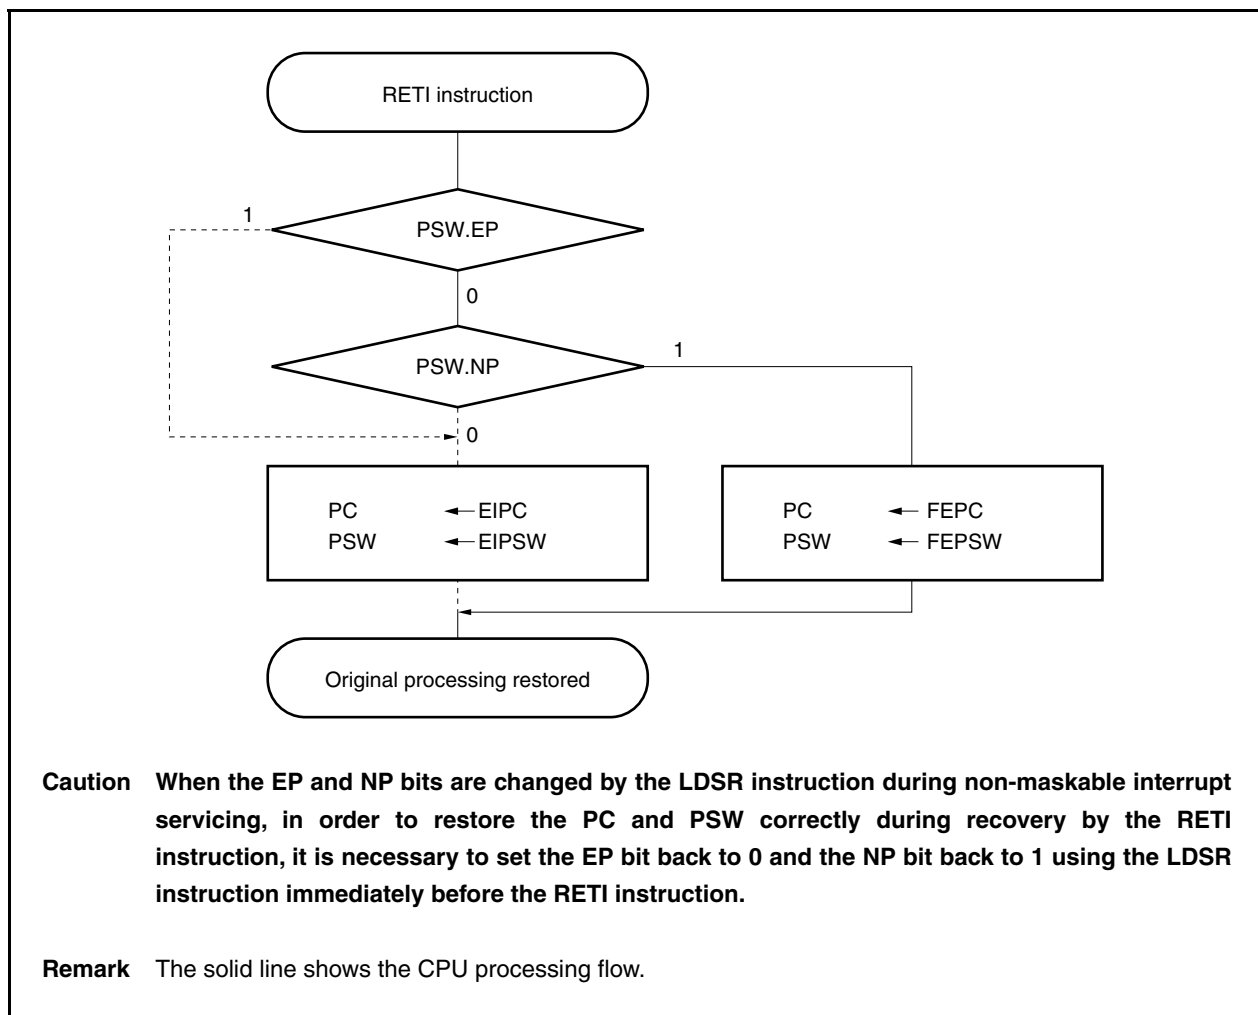 RETI instruction
1
PSW.EP
0
PSW.NP
1
0
PC ← EIPC
PSW ← EIPSW
PC ← FEPC
PSW ← FEPSW
Original processing restored
Caution When the EP and NP bits are changed by the LDSR instruction during non-maskable interrupt
servicing, in order to restore the PC and PSW correctly during recovery by the RETI
instruction, it is necessary to set the EP bit back to 0 and the NP bit back to 1 using the LDSR
instruction immediately before the RETI instruction.
Remark The solid line shows the CPU processing flow.